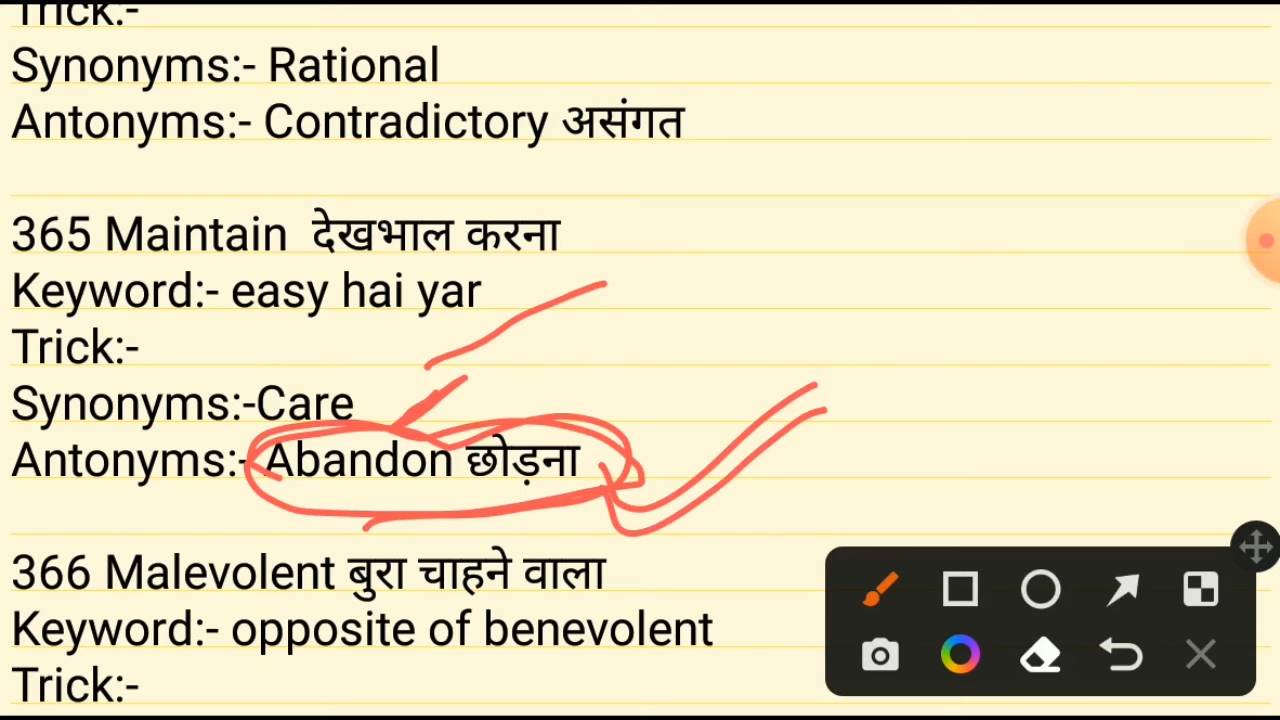 Trick:-
Synonyms:- Rational
Antonyms:- Contradictory असंगत
365 Maintain देखभाल करना
Keyword:- easy hai yar
Trick:-
Synonyms:-Care
Antonyms:- Abandon छोड़ना
366 Malevolent बुरा चाहने वाला
Keyword:- opposite of benevolent
Trick:-